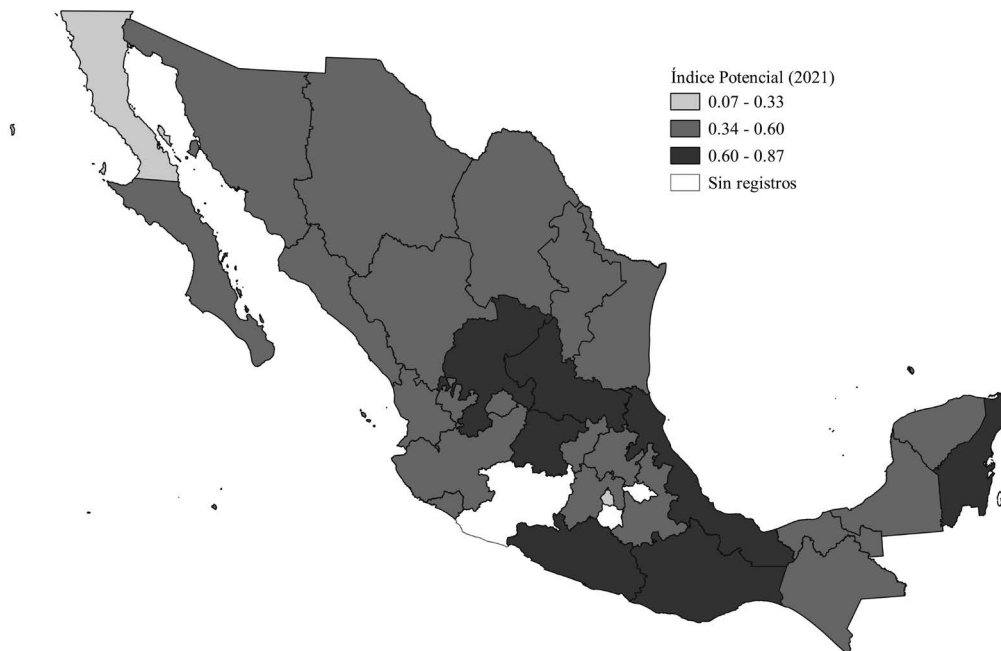 Índice Potencial (2021)
0.07 - 0.33
0.34 - 0.60
0.60 - 0.87
Sin registros